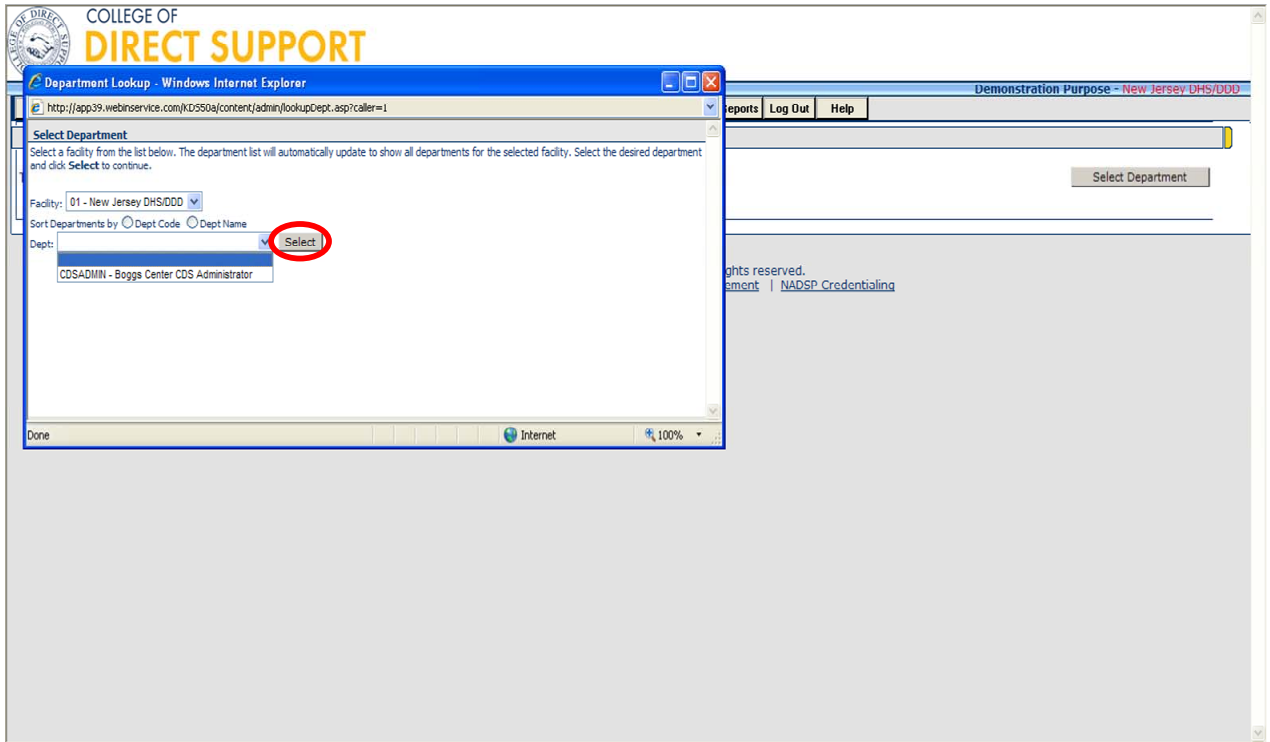 COLLEGE OF
DIRECT SUPPORT
Department Lookup - Windows Internet Explorer
Demonstration Purpose - New Jersey DHS/DDD
http://app39.webinservice.com/KD550a/content/admin/lookupDept.asp?caller=1
eports Log Out Help
Select Department
Select a facility from the list below. The department list will automatically update to show all departments for the selected facility. Select the desired department
and click Select to continue.
Select Department
Facility: 01 - New Jersey DHS/DDD
Sort Departments by Dept Code Dept Name
Dept: Select
CDSADMIN - Boggs Center CDS Administrator
ghts reserved.
ement | NADSP Credentialing
Done Internet 100%